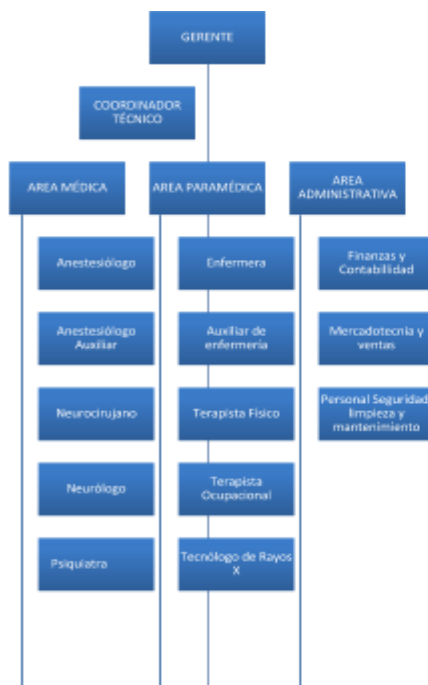 GERENTE
COORDINADOR
TÉCNICO
AREA MÉDICA
AREA PARAMÉDICA
AREA
ADMINISTRATIVA
Anestesiólogo
Enfermera
Finanzas y
Contabillidad
Anestesiólogo
Auxiliar
Auxiliar de
enfermería
Mercadotecnia y
ventas
Neurocirujano
Terapista Físico
Personal Seguridad
limpieza y
mantenimiento
Neurólogo
Terapista
Ocupacional
Psiquiatra
Tecnólogo de Rayos
X